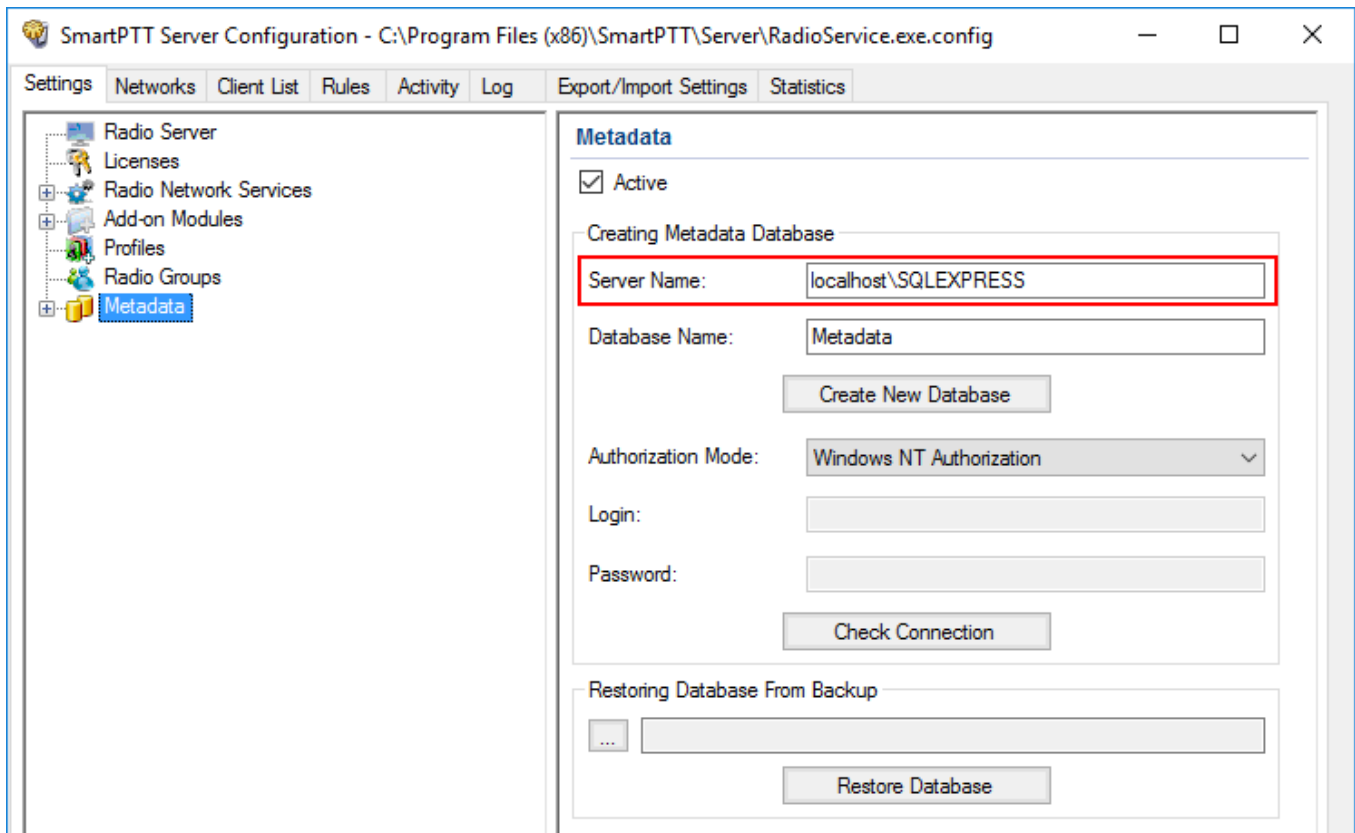 SmartPTT Server Configuration - C:\Program Files (x86)\SmartPTT\Server\RadioService.exe.config
Settings Networks Client List Rules Activity Log Export/Import Settings Statistics
Radio Server
Licenses
Radio Network Services
Add-on Modules
Profiles
Radio Groups
Metadata
Metadata
Active
Creating Metadata Database
Server Name: localhost\SQLEXPRESS
Database Name: Metadata
Create New Database
Authorization Mode: Windows NT Authorization
Login:
Password:
Check Connection
Restoring Database From Backup
...
Restore Database